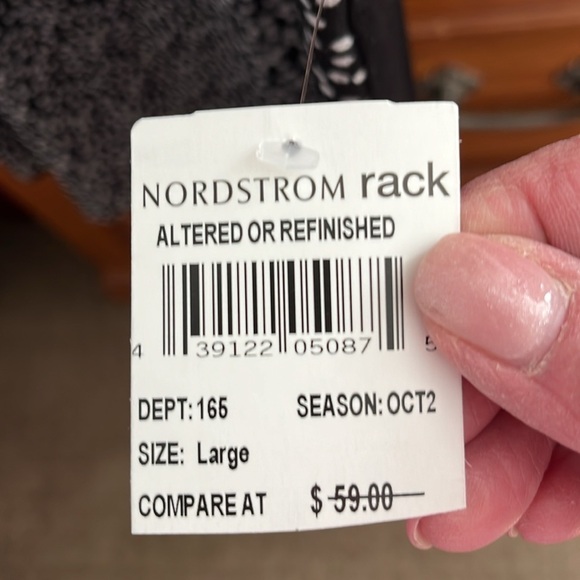 NORDSTROM rack
ALTERED OR REFINISHED
4 39122 05087 5
DEPT: 165 SEASON: OCT2
SIZE: Large
COMPARE AT $ 59.00